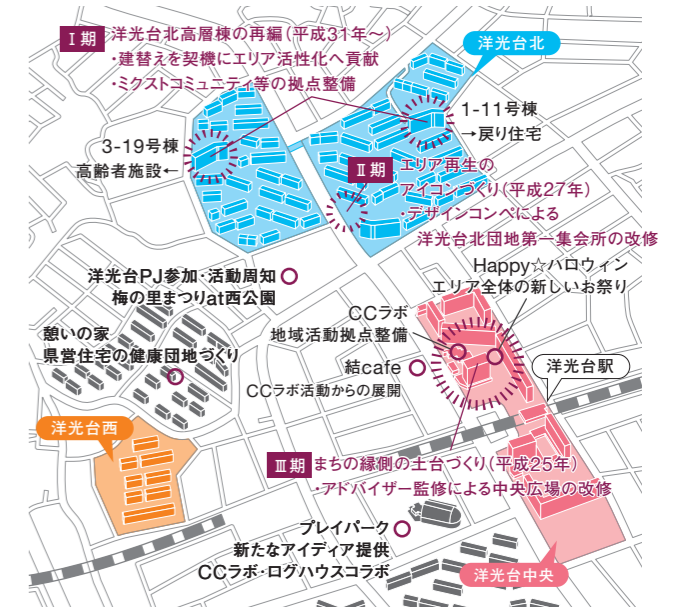 Ⅰ期 洋光台北高層棟の再編(平成31年〜)
・建替えを契機にエリア活性化へ貢献
・ミクストコミュニティ等の拠点整備
洋光台北
1-11号棟
→戻り住宅
3-19号棟
高齢者施設←
Ⅱ期 エリア再生の
アイコンづくり(平成27年)
・デザインコンペによる
洋光台北団地第一集会所の改修
Happy☆ハロウィン
エリア全体の新しいお祭り
洋光台PJ参加・活動周知
梅の里まつりat西公園
CCラボ
地域活動拠点整備
憩いの家
県営住宅の健康団地づくり
結cafe
CCラボ活動からの展開
洋光台駅
洋光台西
Ⅲ期 まちの縁側の土台づくり(平成25年)
・アドバイザー監修による中央広場の改修
プレイパーク
新たなアイディア提供
CCラボ・ログハウスコラボ
洋光台中央